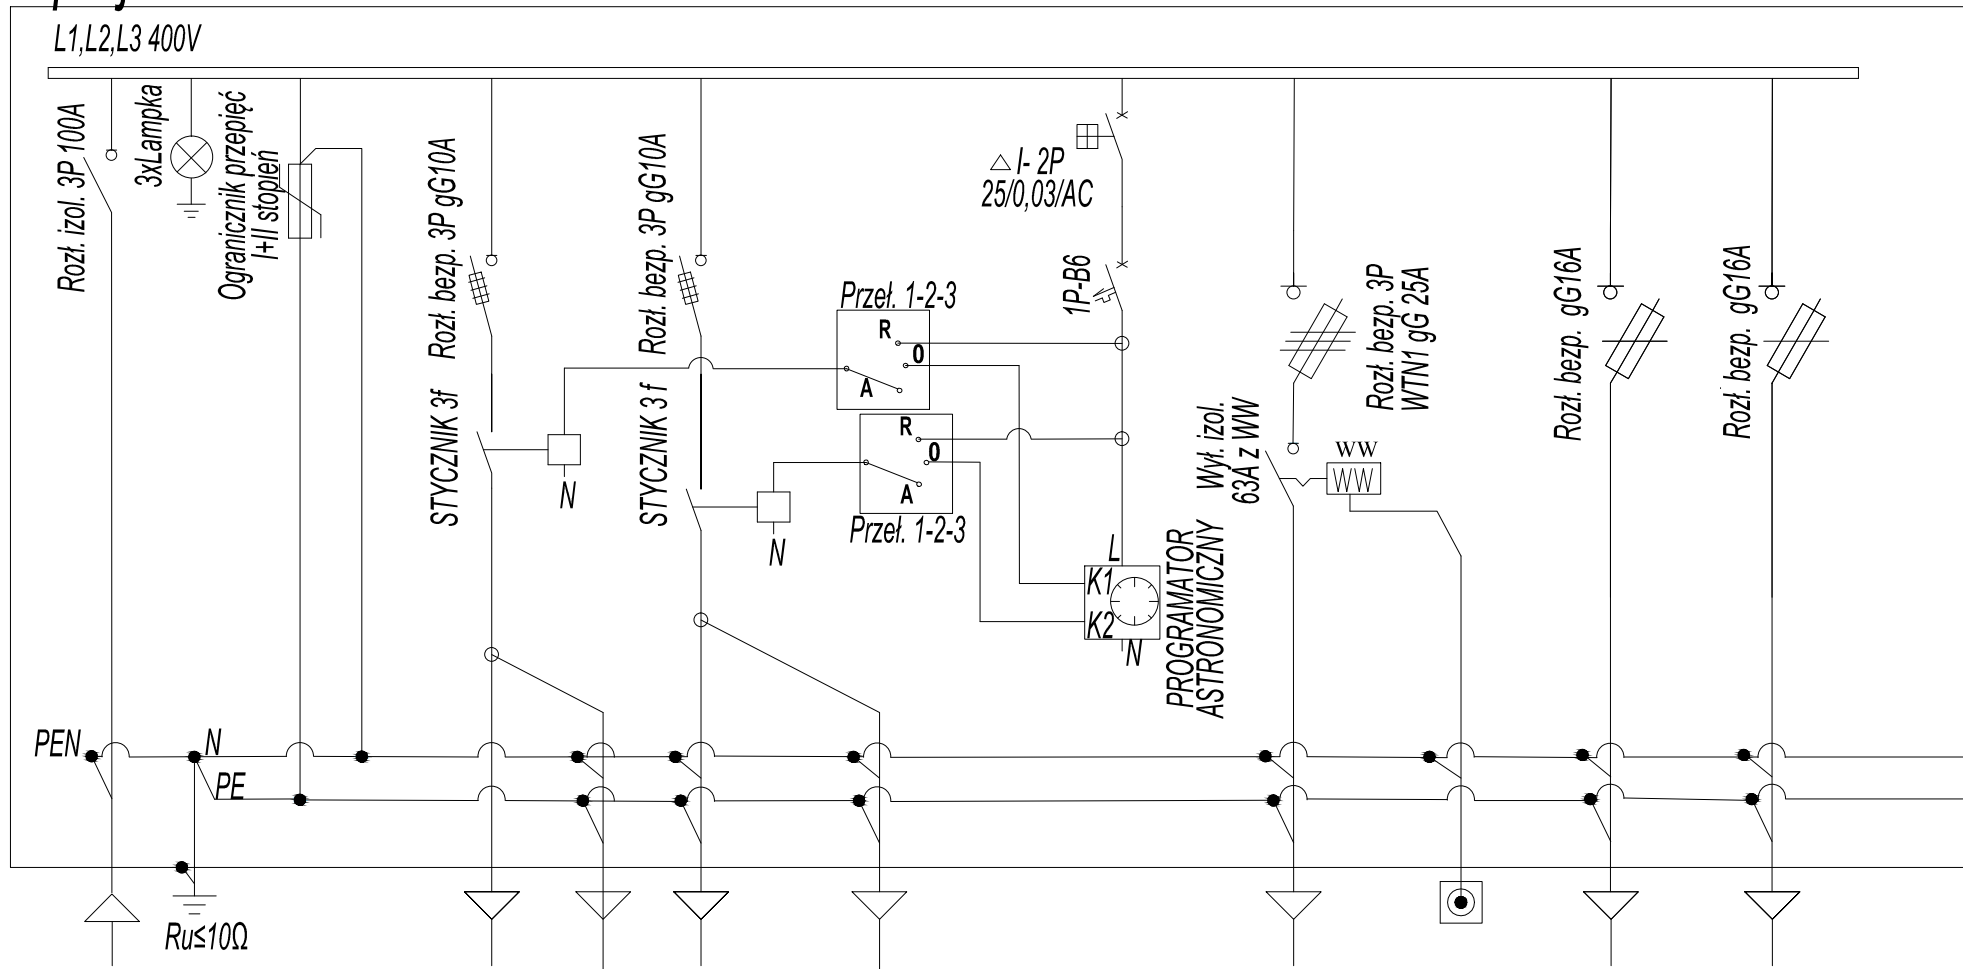 L1,L2,L3 400V
Rozł. izol. 3P 100A
3xLampka
Ogranicznik przepięć
I+II stopień
Rozł. bezp. 3P gG10A
STYCZNIK 3f
N
Rozł. bezp. 3P gG10A
STYCZNIK 3 f
N
Przeł. 1-2-3
R
0
A
R
0
A
Przeł. 1-2-3
△ I- 2P
25/0,03/AC
1P-B6
L
K1
K2
N
PROGRAMATOR
ASTRONOMICZNY
Rozł. bezp. 3P
WTN1 gG 25A
Wył. izol.
63A z WW
WW
Rozł. bezp. gG16A
Rozł. bezp. gG16A
PEN
N
PE
Ru≤10Ω